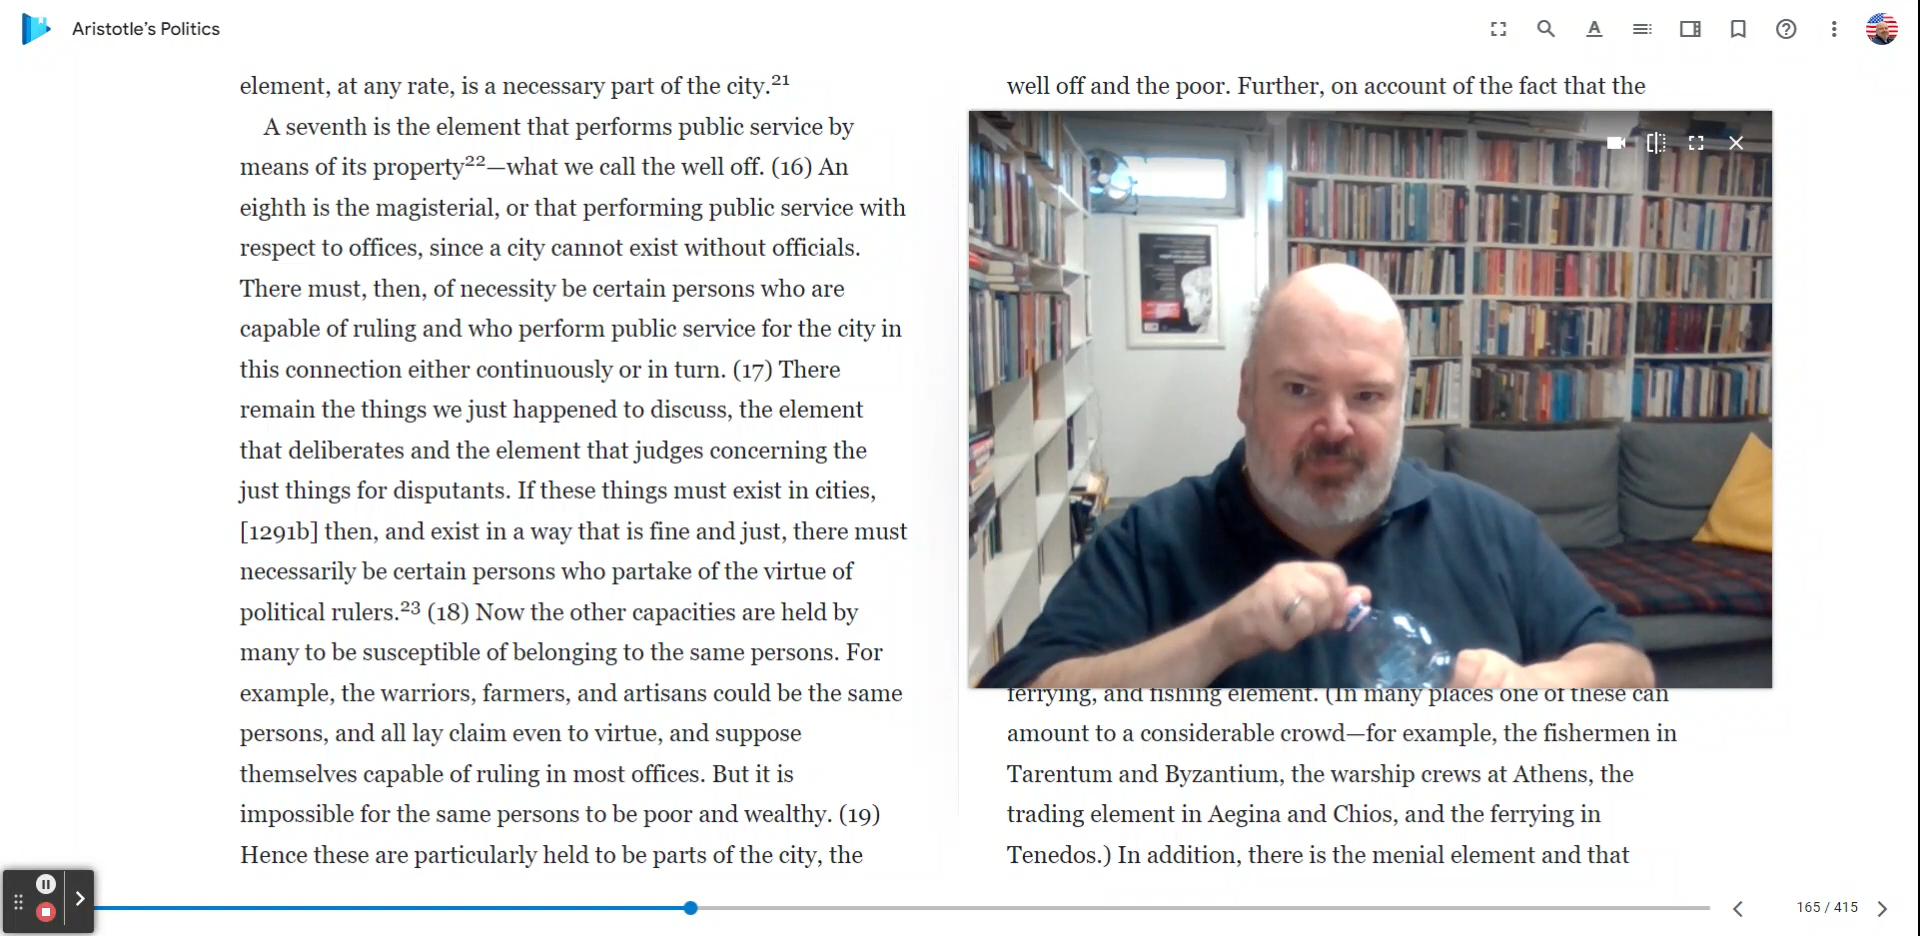 Aristotle's Politics
element, at any rate, is a necessary part of the city.21
A seventh is the element that performs public service by
means of its property22—what we call the well off. (16) An
eighth is the magisterial, or that performing public service with
respect to offices, since a city cannot exist without officials.
There must, then, of necessity be certain persons who are
capable of ruling and who perform public service for the city in
this connection either continuously or in turn. (17) There
remain the things we just happened to discuss, the element
that deliberates and the element that judges concerning the
just things for disputants. If these things must exist in cities,
[1291b] then, and exist in a way that is fine and just, there must
necessarily be certain persons who partake of the virtue of
political rulers.23 (18) Now the other capacities are held by
many to be susceptible of belonging to the same persons. For
example, the warriors, farmers, and artisans could be the same
persons, and all lay claim even to virtue, and suppose
themselves capable of ruling in most offices. But it is
impossible for the same persons to be poor and wealthy. (19)
Hence these are particularly held to be parts of the city, the
well off and the poor. Further, on account of the fact that the
ferrying, and fishing element. (In many places one of these can
amount to a considerable crowd—for example, the fishermen in
Tarentum and Byzantium, the warship crews at Athens, the
trading element in Aegina and Chios, and the ferrying in
Tenedos.) In addition, there is the menial element and that
165 / 415